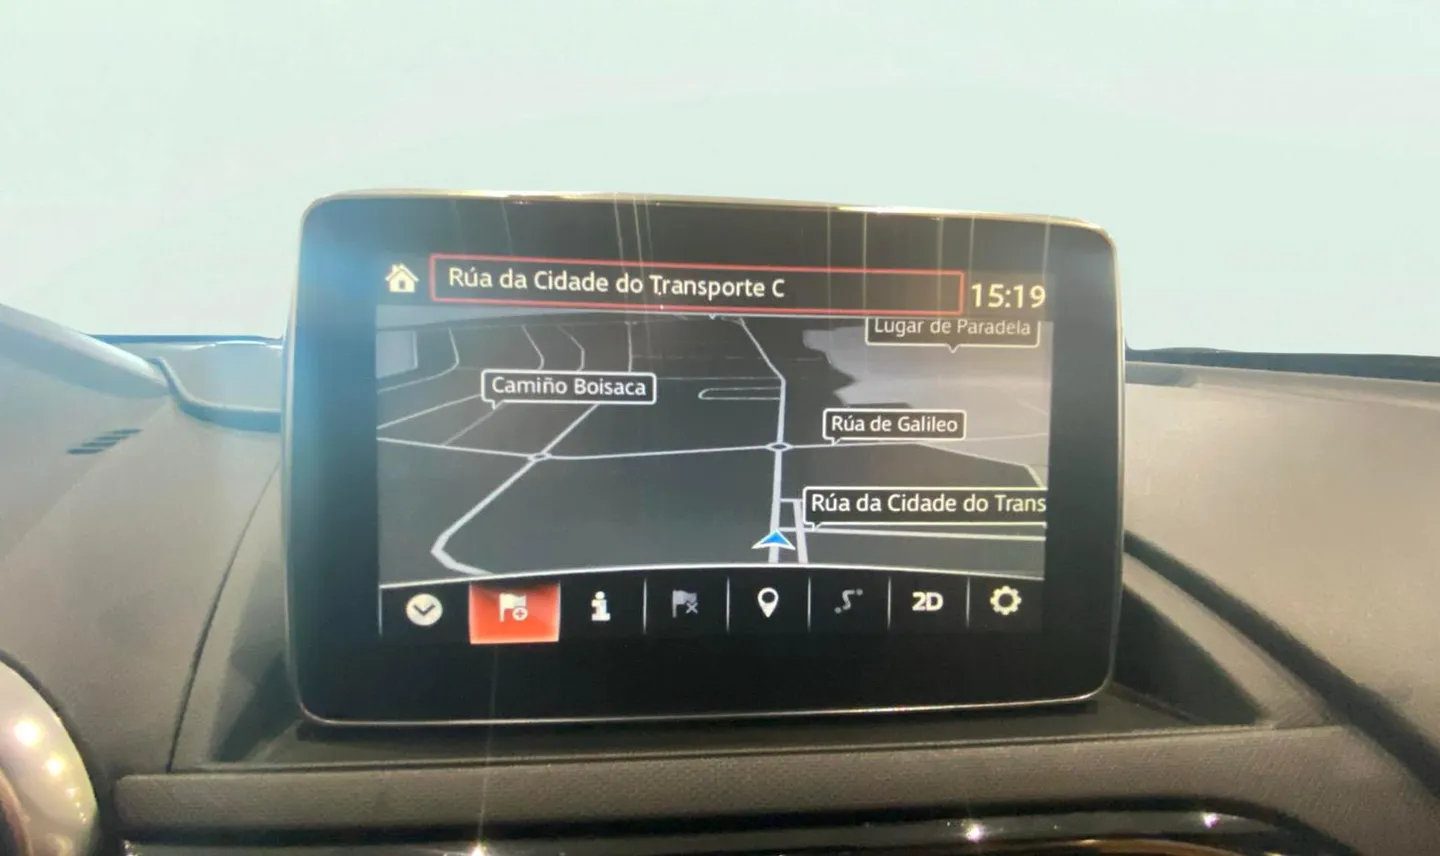 Rúa da Cidade do Transporte C
15:19
Lugar de Paradela
Camiño Boisaca
Rúa de Galileo
Rúa da Cidade do Trans
2D